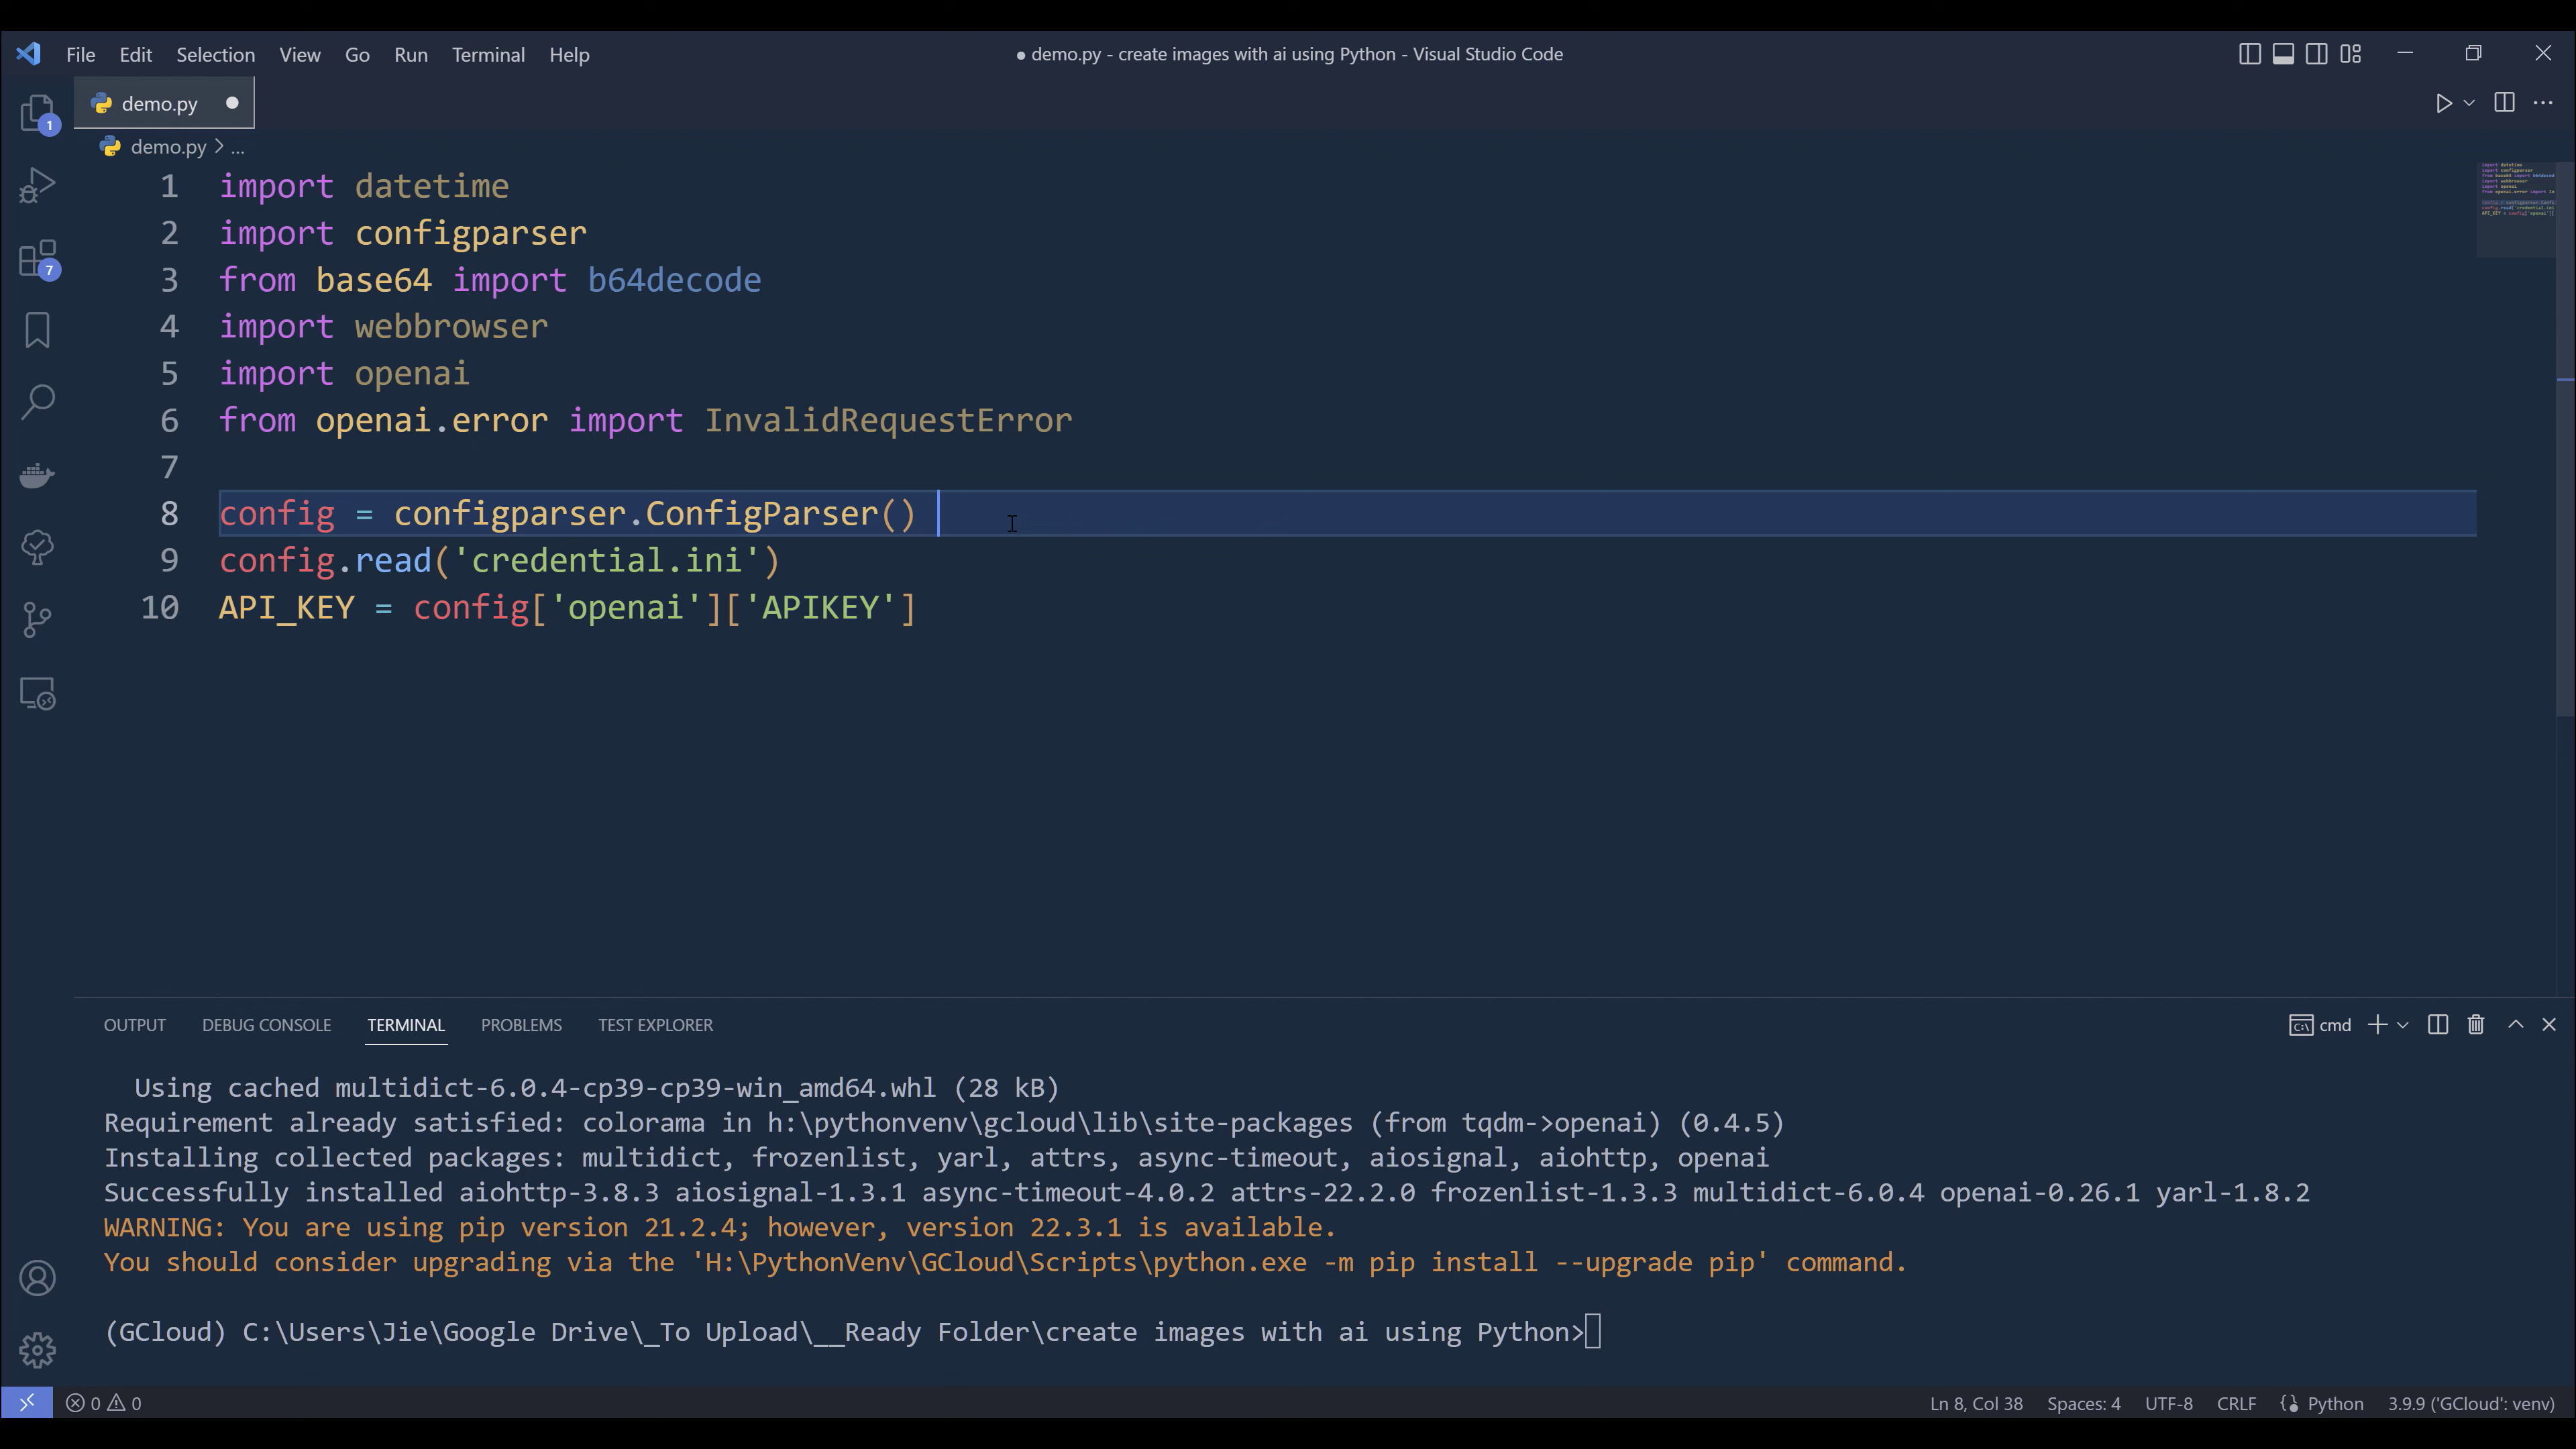 File Edit Selection View Go Run Terminal Help
● demo.py - create images with ai using Python - Visual Studio Code
demo.py
1
demo.py > ...
1 import datetime
2 import configparser
3 from base64 import b64decode
7
4 import webbrowser
5 import openai
6 from openai.error import InvalidRequestError
7
8 config = configparser.ConfigParser()
9 config.read('credential.ini')
10 API_KEY = config['openai']['APIKEY']
OUTPUT DEBUG CONSOLE TERMINAL PROBLEMS TEST EXPLORER
cmd
Using cached multidict-6.0.4-cp39-cp39-win_amd64.whl (28 kB)
Requirement already satisfied: colorama in h:\pythonvenv\gcloud\lib\site-packages (from tqdm->openai) (0.4.5)
Installing collected packages: multidict, frozenlist, yarl, attrs, async-timeout, aiosignal, aiohttp, openai
Successfully installed aiohttp-3.8.3 aiosignal-1.3.1 async-timeout-4.0.2 attrs-22.2.0 frozenlist-1.3.3 multidict-6.0.4 openai-0.26.1 yarl-1.8.2
WARNING: You are using pip version 21.2.4; however, version 22.3.1 is available.
You should consider upgrading via the 'H:\PythonVenv\GCloud\Scripts\python.exe -m pip install --upgrade pip' command.
(GCloud) C:\Users\Jie\Google Drive\_To Upload\__Ready Folder\create images with ai using Python>
0 0
Ln 8, Col 38 Spaces: 4 UTF-8 CRLF Python 3.9.9 ('GCloud': venv)